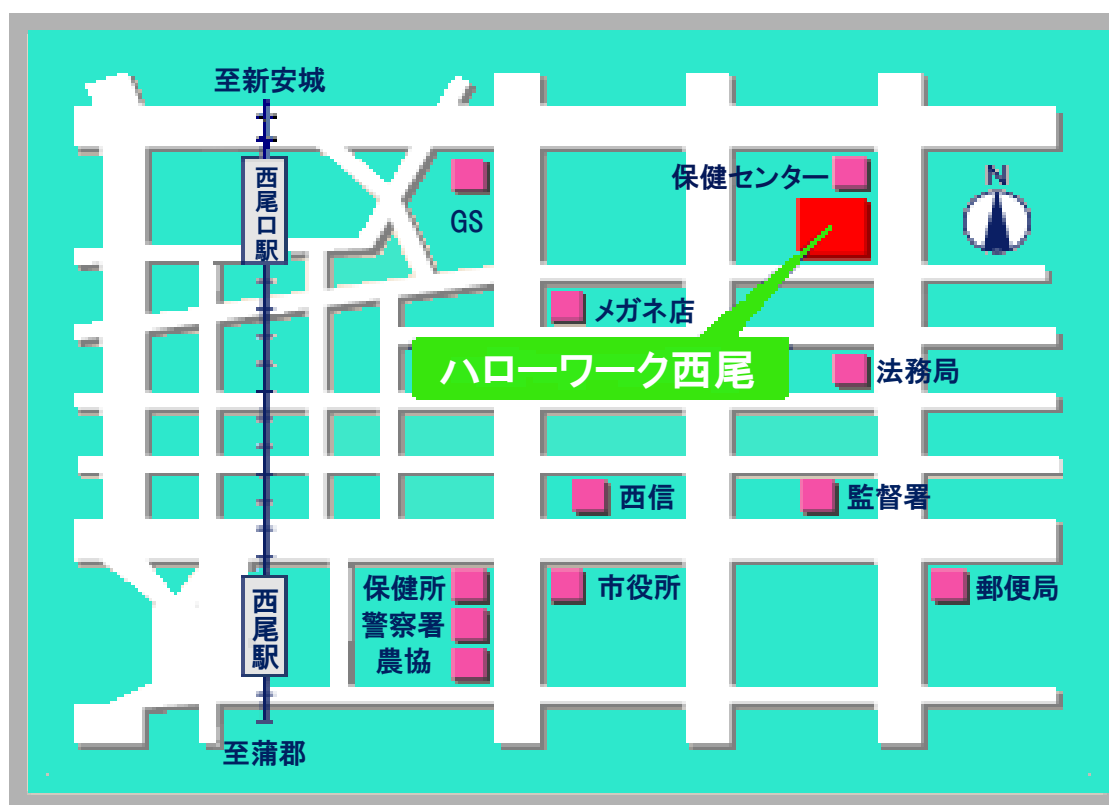 至新安城
西尾口駅
保健センター
N
GS
メガネ店
ハローワーク西尾
法務局
西信
監督署
保健所
市役所
郵便局
警察署
西尾駅
農協
至蒲郡